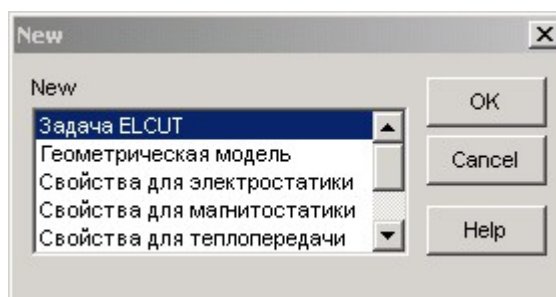 New
New
Задача ELCUT
Геометрическая модель
Свойства для электростатики
Свойства для магнитостатики
Свойства для теплопередачи
OK
Cancel
Help